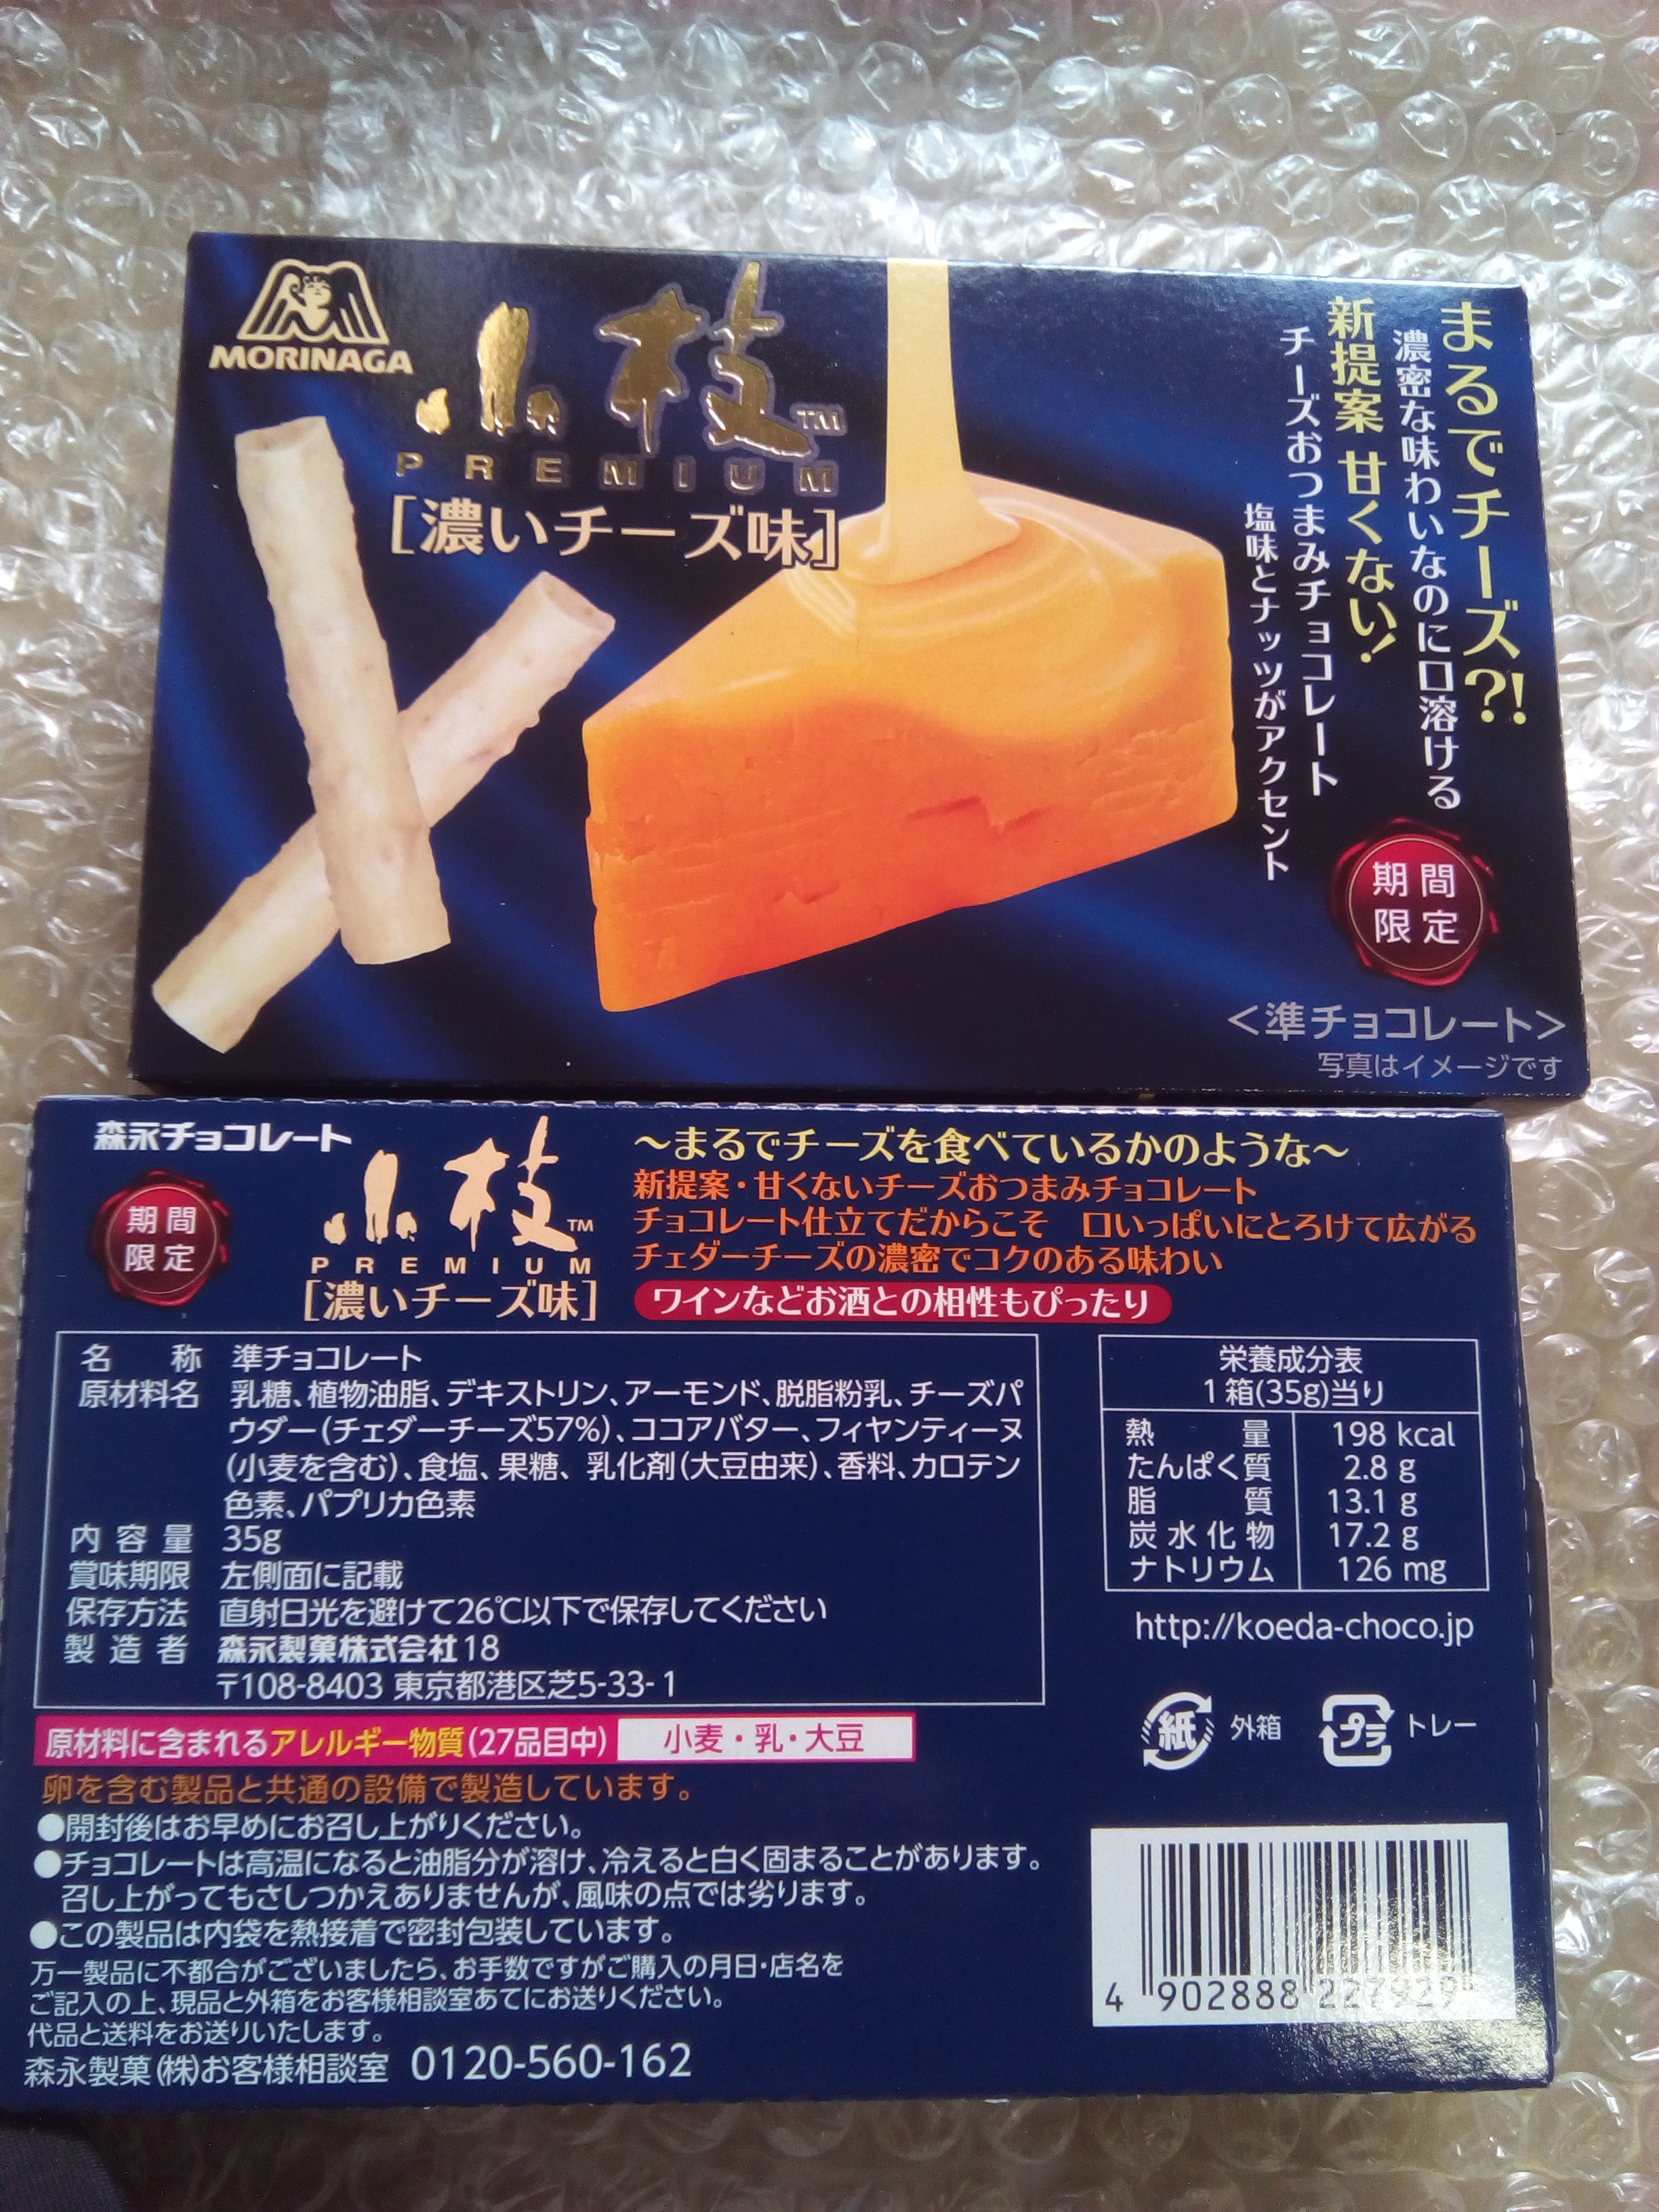 MORINAGA
小枝™
PREMIUM
[濃いチーズ味]
まるでチーズ?!
濃密な味わいなのに口溶ける
新提案 甘くない!
チーズおつまみチョコレート
塩味とナッツがアクセント
期間
限定
<準チョコレート>
写真はイメージです
森永チョコレート
期間
限定
小枝™
PREMIUM
[濃いチーズ味]
～まるでチーズを食べているかのような～
新提案・甘くないチーズおつまみチョコレート
チョコレート仕立てだからこそ 口いっぱいにとろけて広がる
チェダーチーズの濃密でコクのある味わい
ワインなどお酒との相性もぴったり
名称 準チョコレート
原材料名 乳糖、植物油脂、デキストリン、アーモンド、脱脂粉乳、チーズパ
ウダー(チェダーチーズ57%)、ココアバター、フィヤンティーヌ
(小麦を含む)、食塩、果糖、乳化剤(大豆由来)、香料、カロテン
色素、パプリカ色素
内容量 35g
賞味期限 左側面に記載
保存方法 直射日光を避けて26℃以下で保存してください
製造者 森永製菓株式会社18
〒108-8403 東京都港区芝5-33-1
栄養成分表
1箱(35g)当り
熱量 198 kcal
たんぱく質 2.8 g
脂質 13.1 g
炭水化物 17.2 g
ナトリウム 126 mg
http://koeda-choco.jp
紙 外箱 プラ トレー
原材料に含まれるアレルギー物質(27品目中) 小麦・乳・大豆
卵を含む製品と共通の設備で製造しています。
●開封後はお早めにお召し上がりください。
●チョコレートは高温になると油脂分が溶け、冷えると白く固まることがあります。
召し上がってもさしつかえありませんが、風味の点では劣ります。
●この製品は内袋を熱接着で密封包装しています。
万一製品に不都合がございましたら、お手数ですがご購入の月日・店名を
ご記入の上、現品と外箱をお客様相談室あてにお送りください。
代品と送料をお送りいたします。
森永製菓(株)お客様相談室 0120-560-162
4 902888 227929